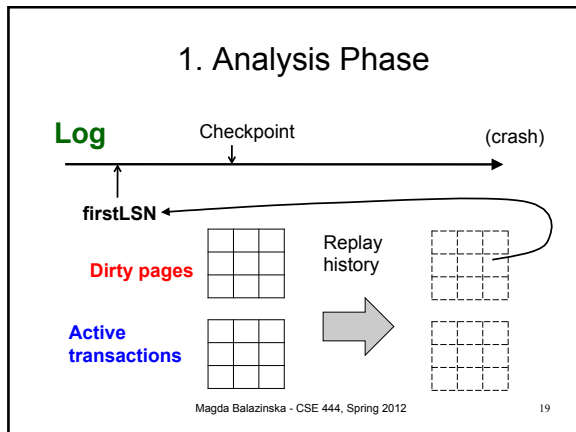 1. Analysis Phase
Log
Checkpoint
(crash)
firstLSN
Dirty pages
Replay
history
Active
transactions
Magda Balazinska - CSE 444, Spring 2012
19